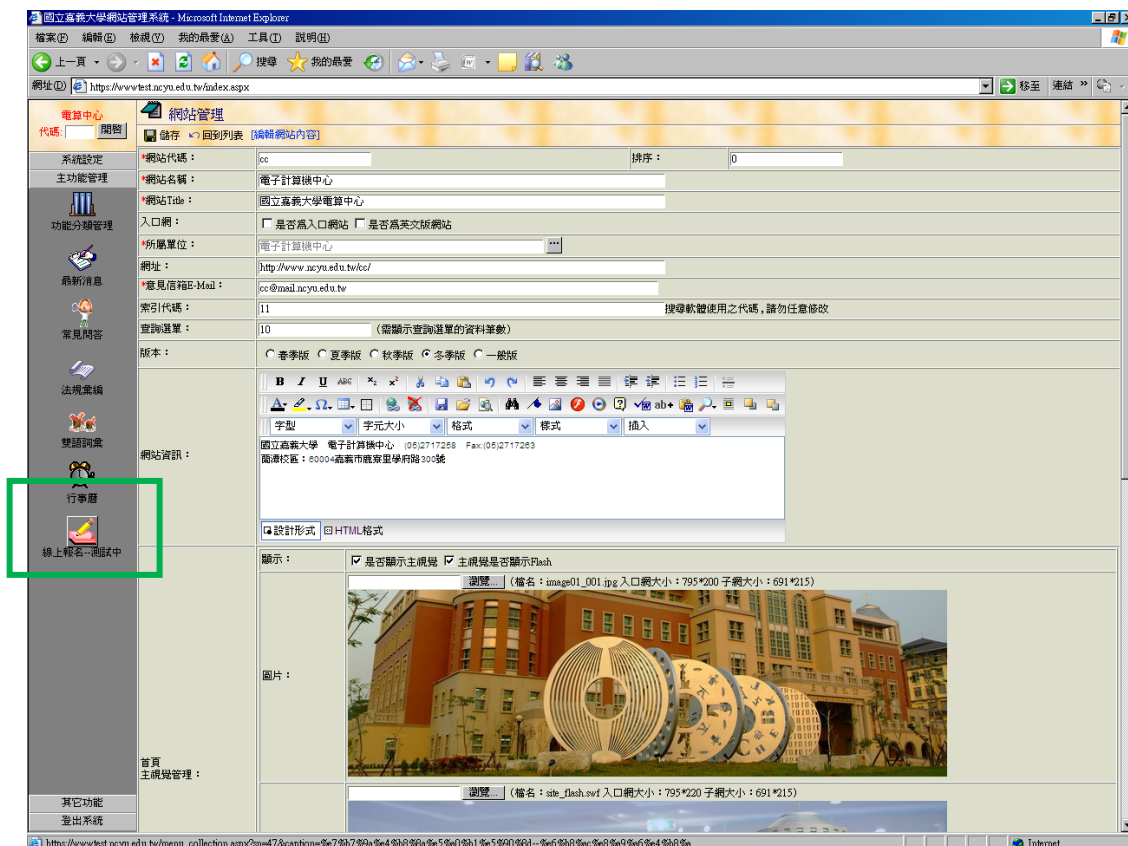 國立嘉義大學網站管理系統 - Microsoft Internet Explorer
檔案(F) 編輯(E) 檢視(V) 我的最愛(A) 工具(T) 說明(H)
上一頁 搜尋 我的最愛
網址(D) https://wwwtest.ncyu.edu.tw/index.aspx 移至 連結 »
電算中心
代碼: 開啓
系統設定
主功能管理
功能分類管理
最新消息
常見問答
法規彙編
雙語詞彙
行事曆
線上報名--測試中
其它功能
登出系統
網站管理
儲存 回到列表 [編輯網站內容]
*網站代碼： cc 排序： 0
*網站名稱： 電子計算機中心
*網站Title： 國立嘉義大學電算中心
入口網： 是否為入口網站 是否為英文版網站
*所屬單位： 電子計算機中心 ...
網址： http://www.ncyu.edu.tw/cc/
*意見信箱E-Mail： cc@mail.ncyu.edu.tw
索引代碼： 11 搜尋軟體使用之代碼,請勿任意修改
查詢選單： 10 (需顯示查詢選單的資料筆數)
版本： 春季版 夏季版 秋季版 冬季版 一般版
B I U ABC X₂ x²
A Ω ab+
字型 字元大小 格式 樣式 插入
網站資訊：
國立嘉義大學 電子計算機中心 (05)2717258 Fax:(05)2717263
蘭潭校區：60004嘉義市鹿寮里學府路300號
設計形式 HTML格式
首頁
主視覺管理：
顯示： 是否顯示主視覺 主視覺是否顯示Flash
圖片：
瀏覽... (檔名：image01_001.jpg 入口網大小：795*200 子網大小：691*215)
瀏覽... (檔名：site_flash.swf 入口網大小：795*220 子網大小：691*215)
Internet